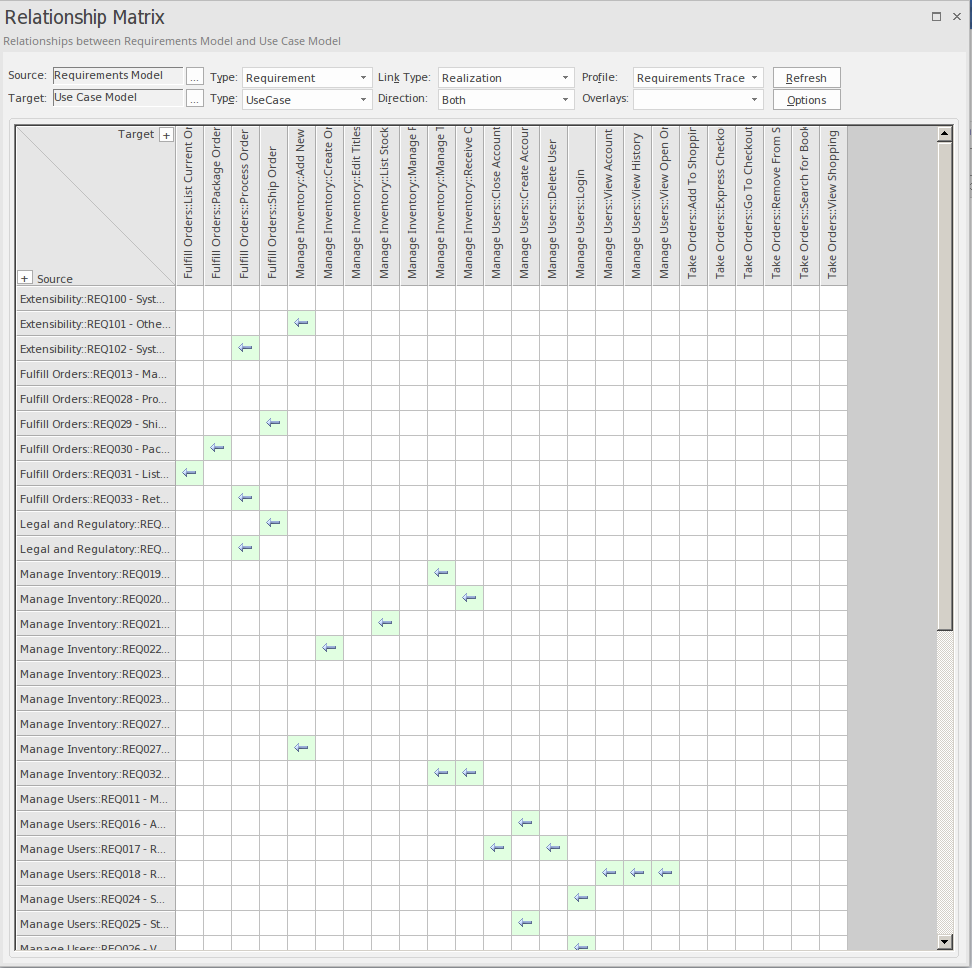 Relationship Matrix
Relationships between Requirements Model and Use Case Model
Source: Requirements Model ... Type: Requirement Link Type: Realization Profile: Requirements Trace Refresh
Target: Use Case Model ... Type: UseCase Direction: Both Overlays: Options
Target +
+ Source
Fulfill Orders::List Current Or
Fulfill Orders::Package Order
Fulfill Orders::Process Order
Fulfill Orders::Ship Order
Manage Inventory::Add New
Manage Inventory::Create Or
Manage Inventory::Edit Titles
Manage Inventory::List Stock
Manage Inventory::Manage
Manage Inventory::Manage T
Manage Inventory::Receive C
Manage Users::Close Account
Manage Users::Create Accour
Manage Users::Delete User
Manage Users::Login
Manage Users::View Account
Manage Users::View History
Manage Users::View Open Or
Take Orders::Add To Shoppin
Take Orders::Express Checko
Take Orders::Go To Checkout
Take Orders::Remove From S
Take Orders::Search for Book
Take Orders::View Shopping
Extensibility::REQ100 - Syst...
Extensibility::REQ101 - Othe...
Extensibility::REQ102 - Syst...
Fulfill Orders::REQ013 - Ma...
Fulfill Orders::REQ028 - Pro...
Fulfill Orders::REQ029 - Shi...
Fulfill Orders::REQ030 - Pac...
Fulfill Orders::REQ031 - List...
Fulfill Orders::REQ033 - Ret...
Legal and Regulatory::REQ...
Legal and Regulatory::REQ...
Manage Inventory::REQ019...
Manage Inventory::REQ020...
Manage Inventory::REQ021...
Manage Inventory::REQ022...
Manage Inventory::REQ023...
Manage Inventory::REQ023...
Manage Inventory::REQ027...
Manage Inventory::REQ027...
Manage Inventory::REQ032...
Manage Users::REQ011 - M...
Manage Users::REQ016 - A...
Manage Users::REQ017 - R...
Manage Users::REQ018 - R...
Manage Users::REQ024 - S...
Manage Users::REQ025 - St...
Manage Users::REQ026 - V...